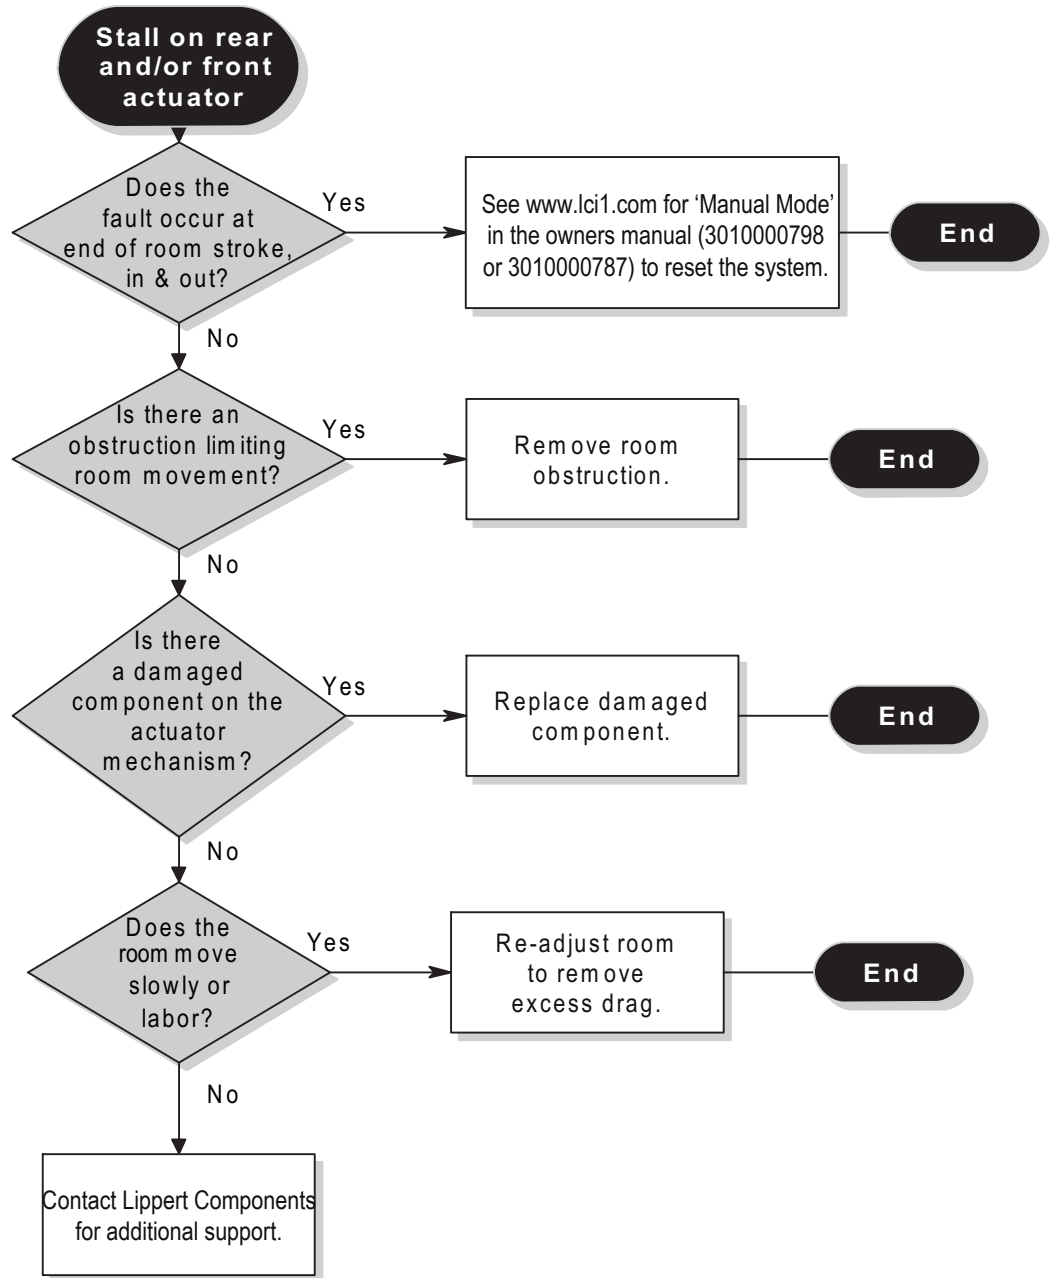 Stall on rear
and/or front
actuator
Does the
fault occur at
end of room stroke,
in & out?
Yes
See www.lci1.com for ‘Manual Mode’
in the owners manual (3010000798
or 3010000787) to reset the system.
End
No
Is there an
obstruction limiting
room movement?
Yes
Remove room
obstruction.
End
No
Is there
a damaged
component on the
actuator
mechanism?
Yes
Replace damaged
component.
End
No
Does the
room move
slowly or
labor?
Yes
Re-adjust room
to remove
excess drag.
End
No
Contact Lippert Components
for additional support.